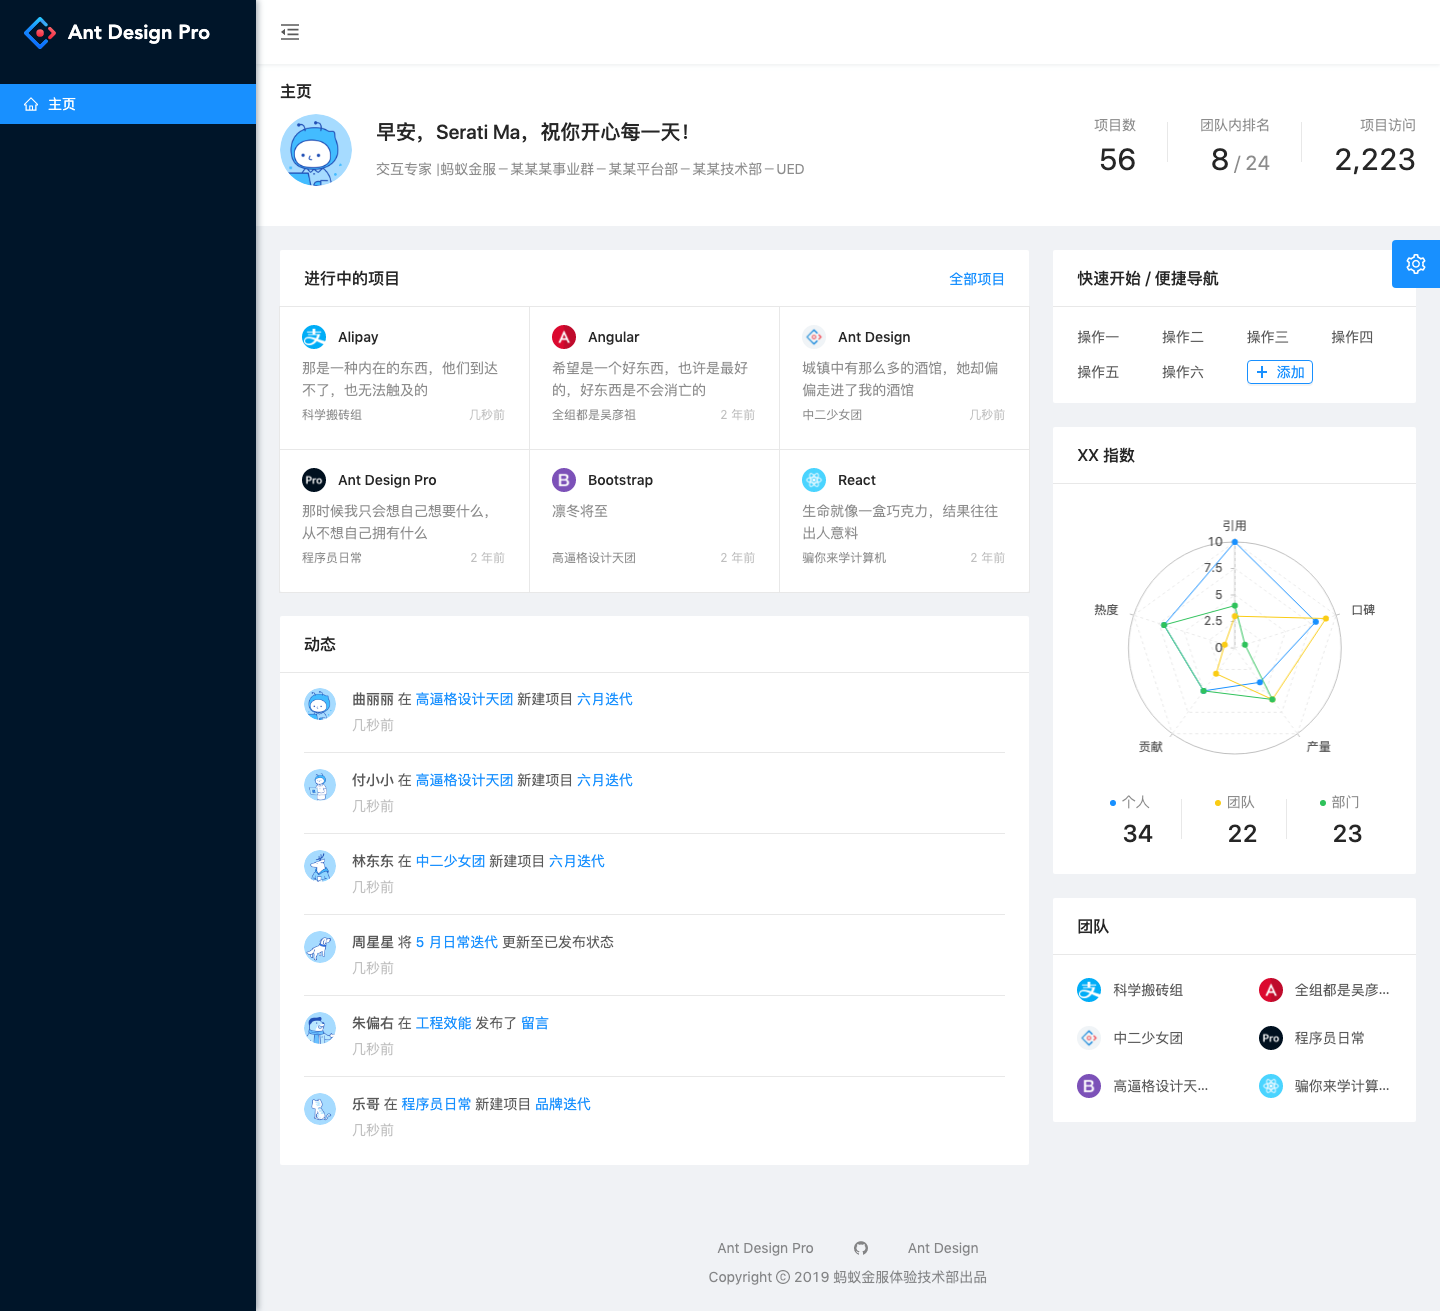 Ant Design Pro
主页
主页
早安，Serati Ma，祝你开心每一天！
交互专家 |蚂蚁金服－某某某事业群－某某平台部－某某技术部－UED
项目数
56
团队内排名
8 / 24
项目访问
2,223
进行中的项目
全部项目
Alipay
那是一种内在的东西，他们到达
不了，也无法触及的
科学搬砖组 几秒前
Angular
希望是一个好东西，也许是最好
的，好东西是不会消亡的
全组都是吴彦祖 2 年前
Ant Design
城镇中有那么多的酒馆，她却偏
偏走进了我的酒馆
中二少女团 几秒前
Pro
Ant Design Pro
那时候我只会想自己想要什么，
从不想自己拥有什么
程序员日常 2 年前
B
Bootstrap
凛冬将至
高逼格设计天团 2 年前
React
生命就像一盒巧克力，结果往往
出人意料
骗你来学计算机 2 年前
动态
曲丽丽 在 高逼格设计天团 新建项目 六月迭代
几秒前
付小小 在 高逼格设计天团 新建项目 六月迭代
几秒前
林东东 在 中二少女团 新建项目 六月迭代
几秒前
周星星 将 5 月日常迭代 更新至已发布状态
几秒前
朱偏右 在 工程效能 发布了 留言
几秒前
乐哥 在 程序员日常 新建项目 品牌迭代
几秒前
快速开始 / 便捷导航
操作一 操作二 操作三 操作四
操作五 操作六 添加
XX 指数
引用
10
7.5
5
2.5
0
热度
口碑
贡献
产量
个人
34
团队
22
部门
23
团队
科学搬砖组
A 全组都是吴彦...
中二少女团
Pro 程序员日常
B 高逼格设计天...
骗你来学计算...
Ant Design Pro Ant Design
Copyright © 2019 蚂蚁金服体验技术部出品